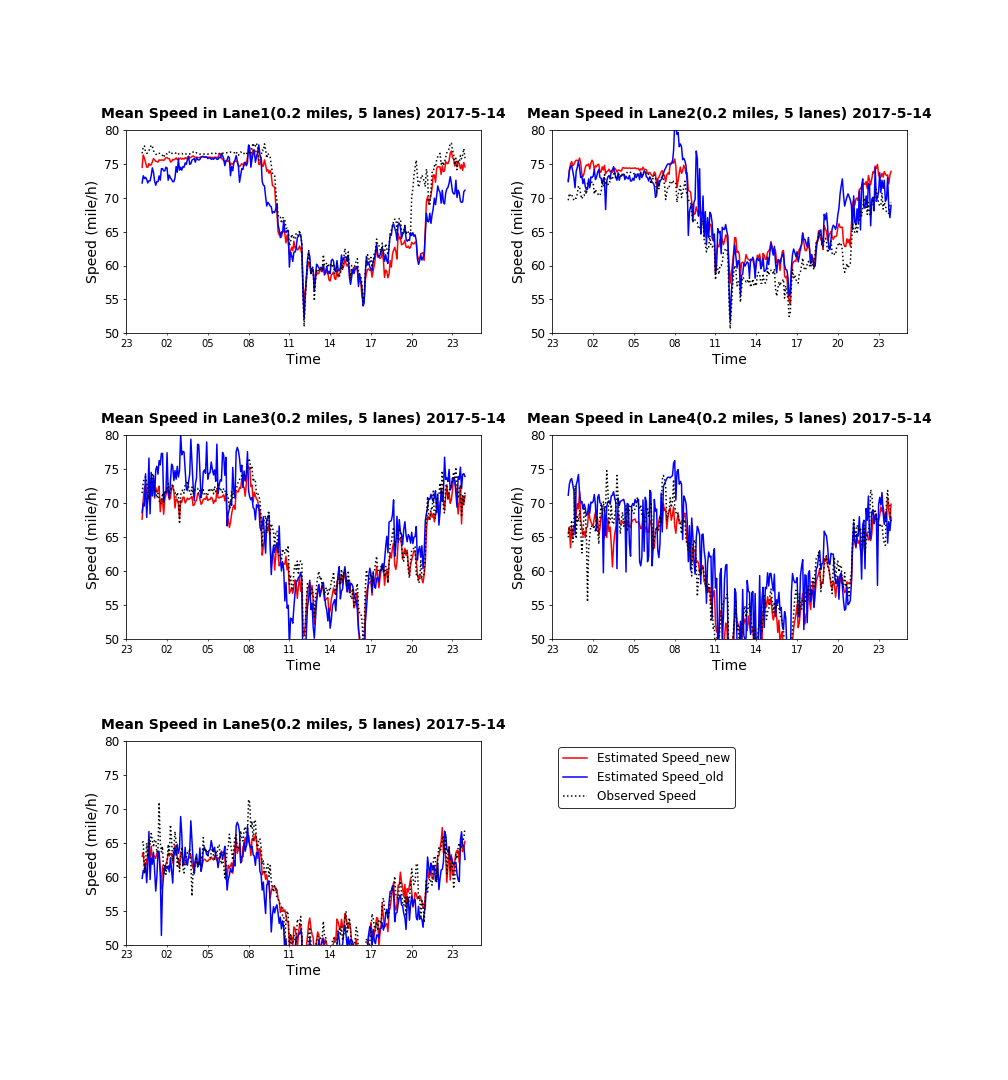 Mean Speed in Lane1(0.2 miles, 5 lanes) 2017-5-14
80
75
70
65
60
55
50
Speed (mile/h)
23 02 05 08 11 14 17 20 23
Time
Mean Speed in Lane2(0.2 miles, 5 lanes) 2017-5-14
80
75
70
65
60
55
50
Speed (mile/h)
23 02 05 08 11 14 17 20 23
Time
Mean Speed in Lane3(0.2 miles, 5 lanes) 2017-5-14
80
75
70
65
60
55
50
Speed (mile/h)
23 02 05 08 11 14 17 20 23
Time
Mean Speed in Lane4(0.2 miles, 5 lanes) 2017-5-14
80
75
70
65
60
55
50
Speed (mile/h)
23 02 05 08 11 14 17 20 23
Time
Mean Speed in Lane5(0.2 miles, 5 lanes) 2017-5-14
80
75
70
65
60
55
50
Speed (mile/h)
23 02 05 08 11 14 17 20 23
Time
Estimated Speed_new
Estimated Speed_old
Observed Speed